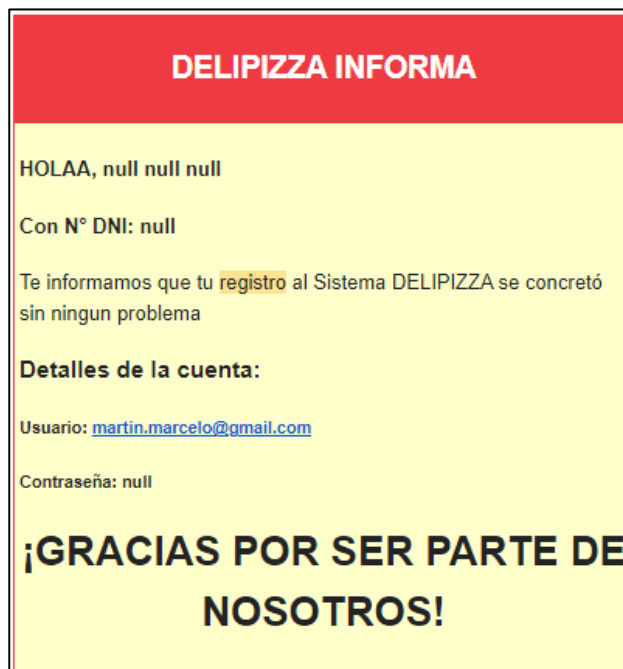 DELIPIZZA INFORMA
HOLAA, null null null
Con N° DNI: null
Te informamos que tu registro al Sistema DELIPIZZA se concretó
sin ningun problema
Detalles de la cuenta:
Usuario: martin.marcelo@gmail.com
Contraseña: null
¡GRACIAS POR SER PARTE DE
NOSOTROS!